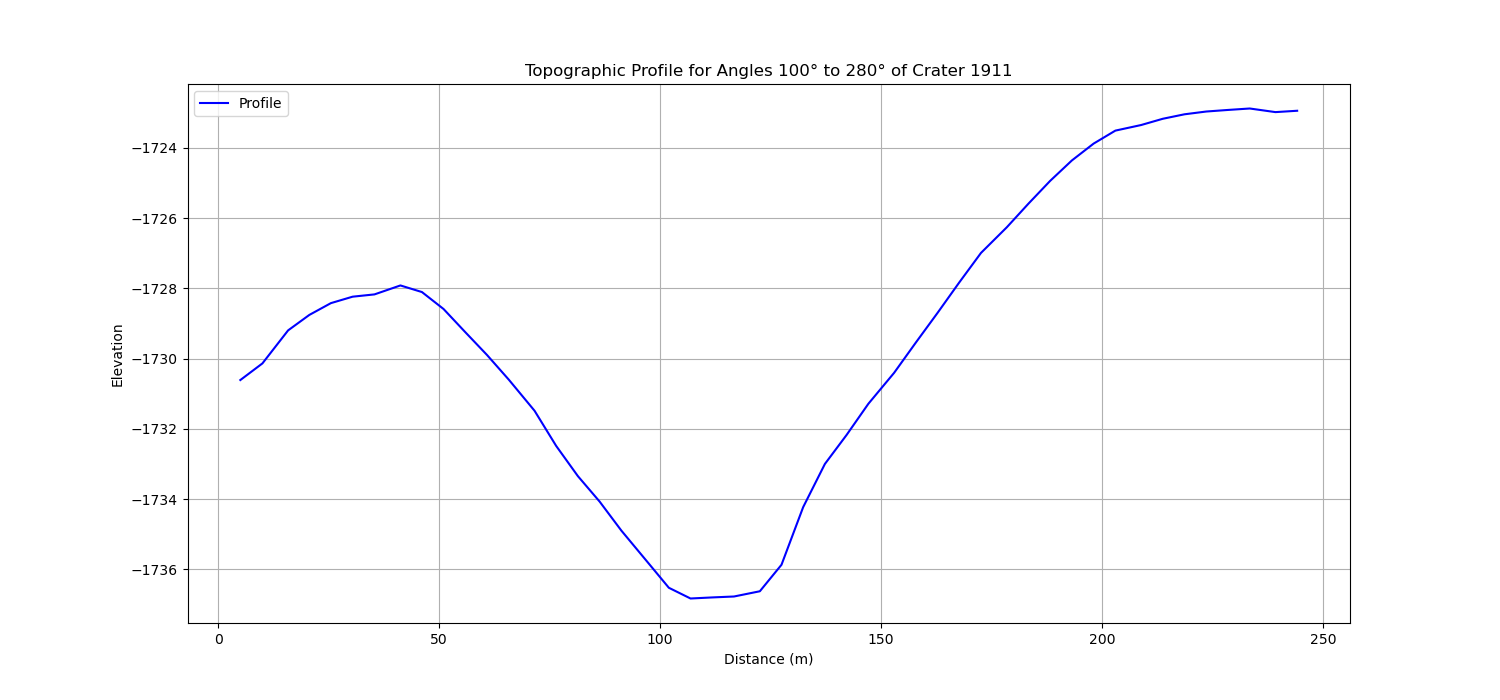 Topographic Profile for Angles 100° to 280° of Crater 1911
Profile
Elevation
−1724
−1726
−1728
−1730
−1732
−1734
−1736
0 50 100 150 200 250
Distance (m)